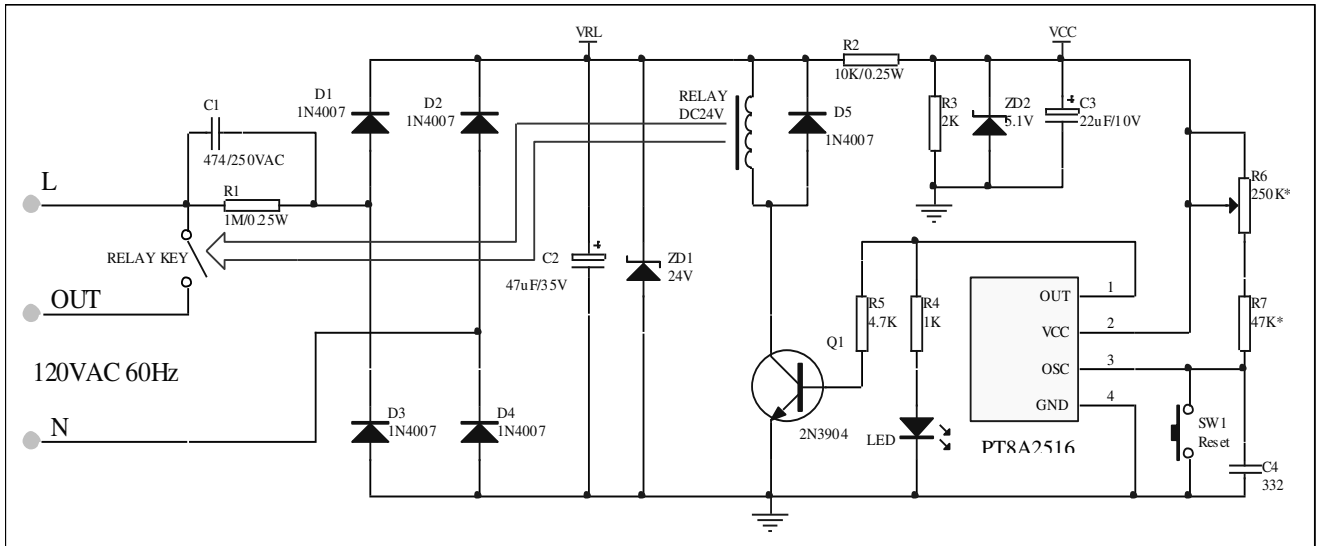 VRL
VCC
R2
10K/0.25W
D1
1N4007
D2
1N4007
RELAY
DC24V
D5
1N4007
R3
2K
ZD2
5.1V
C3
22uF/10V
C1
474/250VAC
L
R1
1M/0.25W
R6
250K*
RELAY KEY
C2
47uF/35V
ZD1
24V
OUT
R5
4.7K
R4
1K
OUT
1
VCC
2
OSC
3
GND
4
R7
47K*
Q1
120VAC 60Hz
D3
1N4007
D4
1N4007
N
2N3904
LED
PT8A2516
SW1
Reset
C4
332